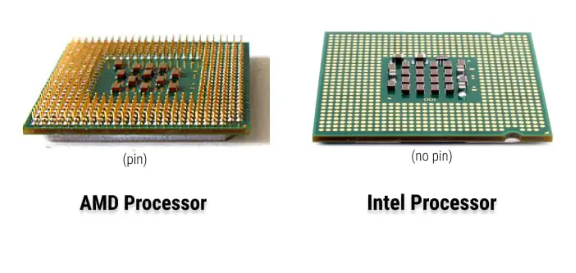 (pin)
(no pin)
AMD Processor
Intel Processor